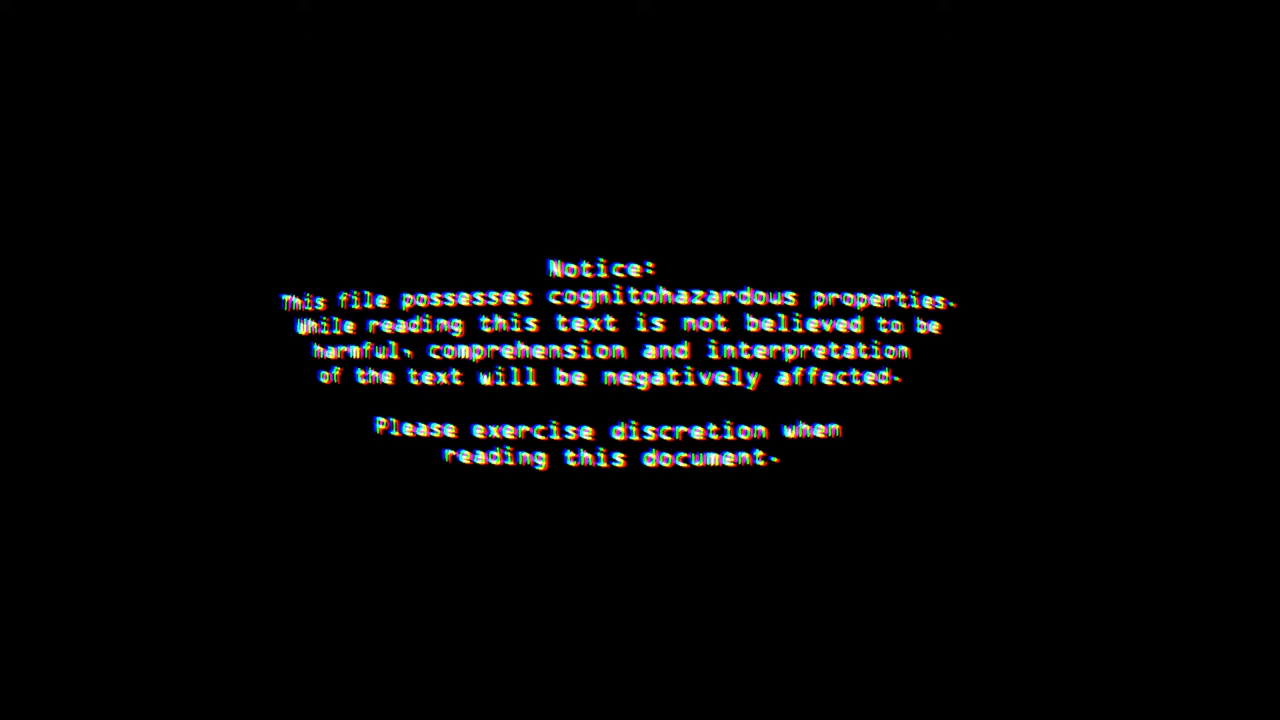 Notice:
This file possesses cognitohazardous properties.
While reading this text is not believed to be
harmful, comprehension and interpretation
of the text will be negatively affected.
Please exercise discretion when
reading this document.